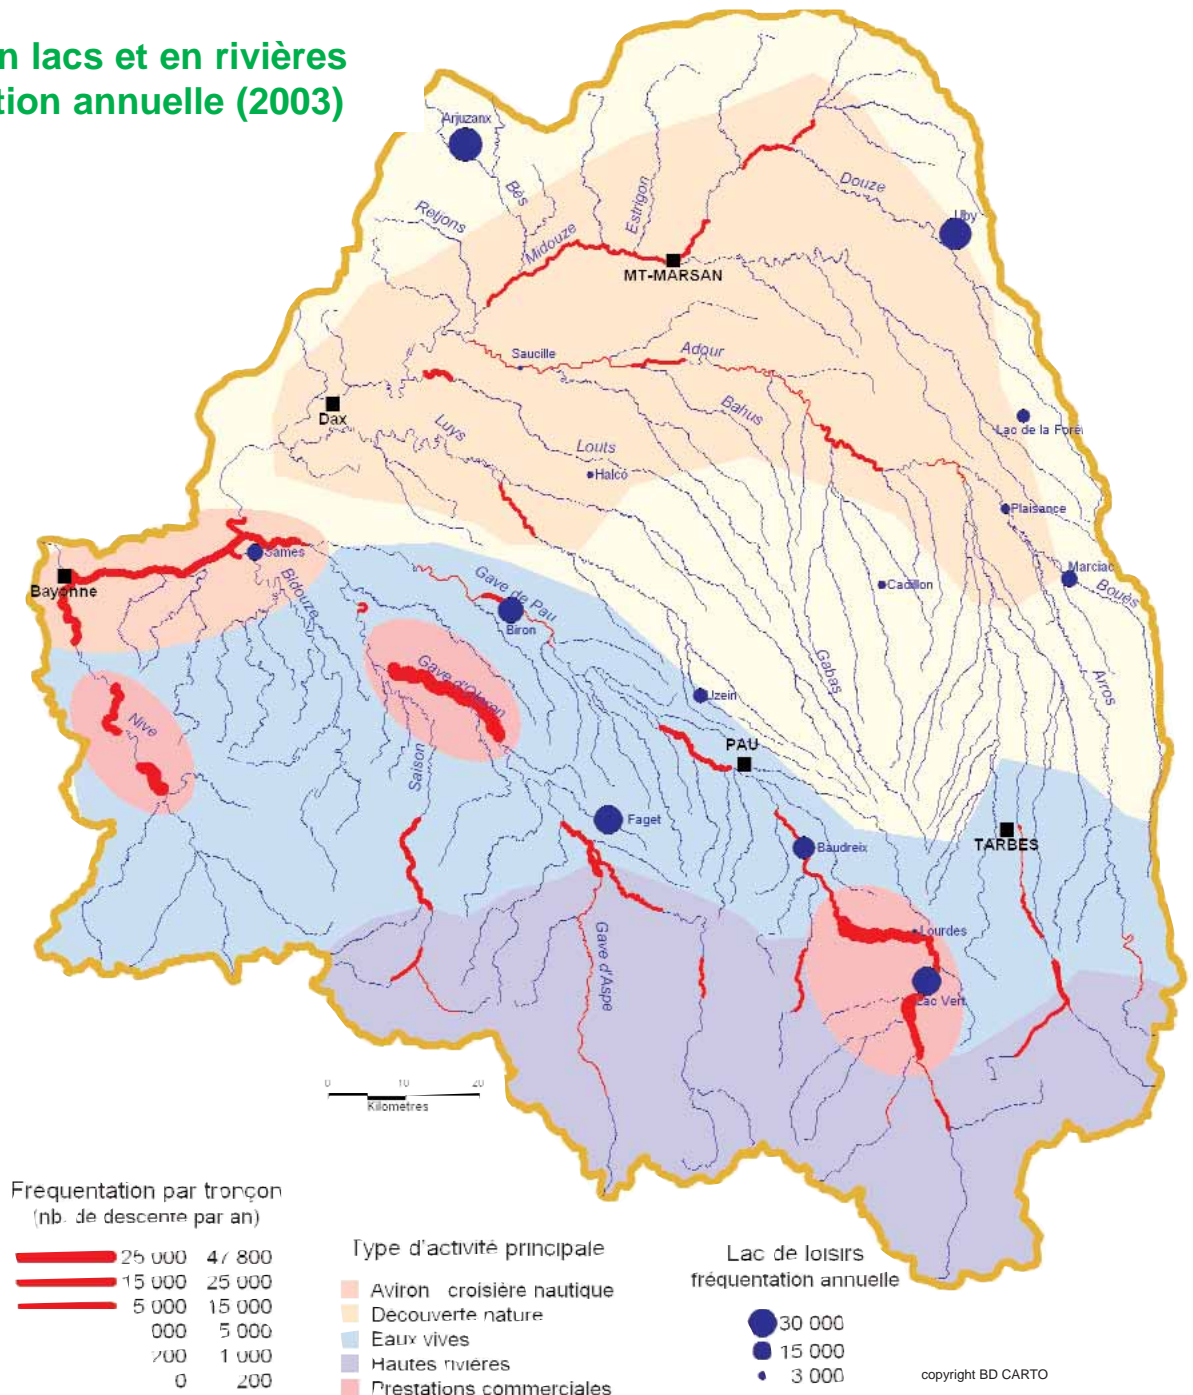 n lacs et en rivières
tion annuelle (2003)
Arjuzanx
Bès
Estrigon
Douze
Uby
Retjons
Midouze
MT-MARSAN
Saucille
Adour
Dax
Bahus
Lac de la Forêt
Luys
Louts
Halco
Plaisance
Sames
Bayonne
Bidouze
Gave de Pau
Biron
Cadillon
Marciac
Bouès
Gave d'Oloron
Gabas
Arros
Nive
Uzein
Saison
PAU
Faget
Baudreix
TARBES
Lourdes
Gave d'Aspe
Lac Vert
0 10 20
Kilometres
Fréquentation par tronçon
(nb. de descente par an)
25 000 47 800
15 000 25 000
5 000 15 000
000 5 000
200 1 000
0 200
Type d'activité principale
Aviron croisière nautique
Decouverte nature
Eaux vives
Hautes rivières
Prestations commerciales
Lac de loisirs
fréquentation annuelle
30 000
15 000
3 000
copyright BD CARTO